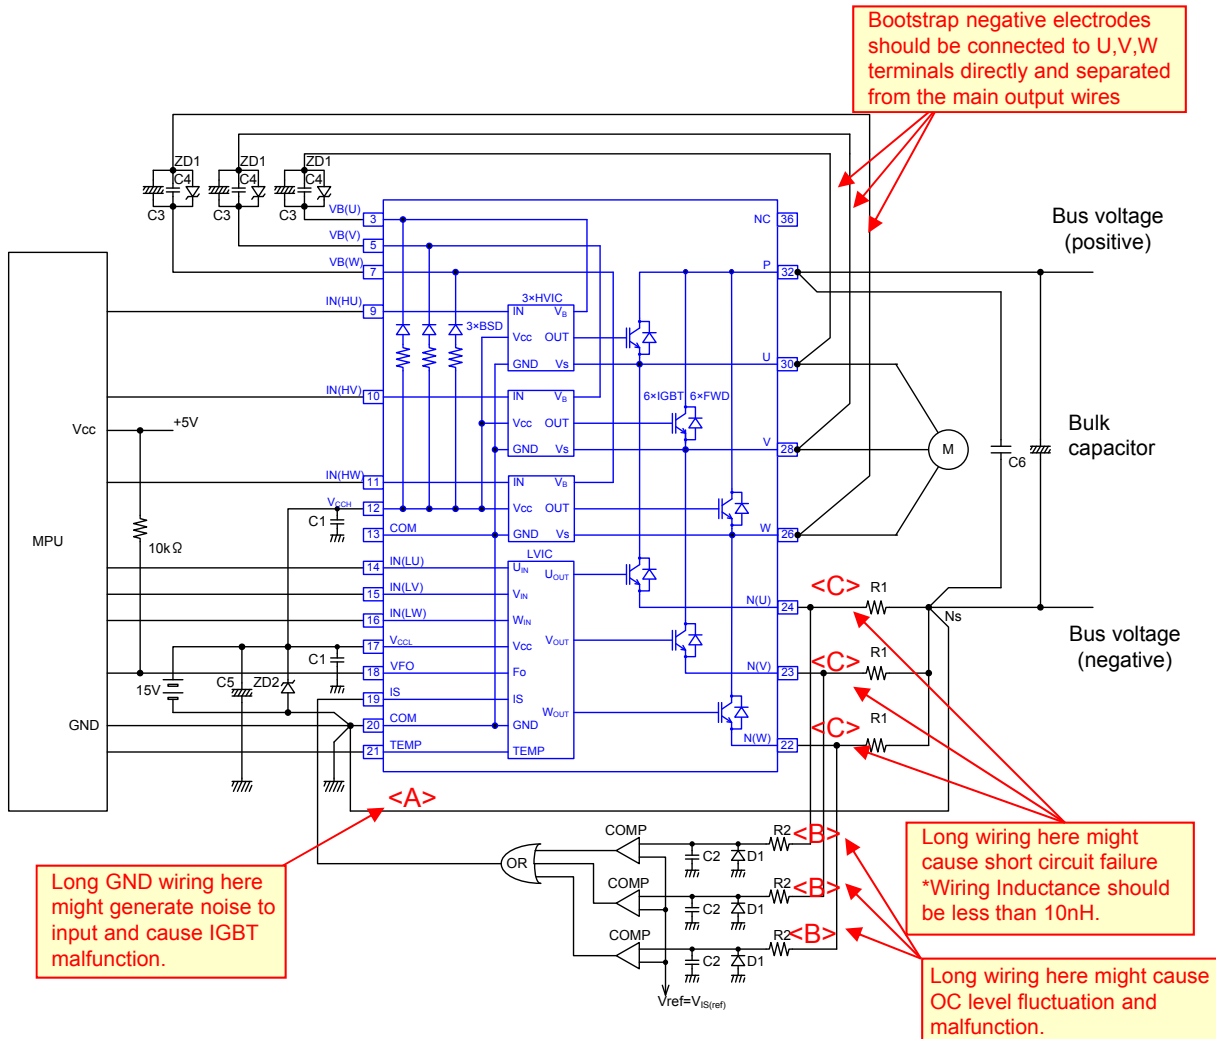 Bootstrap negative electrodes
should be connected to U,V,W
terminals directly and separated
from the main output wires
ZD1
C4
C3
ZD1
C4
C3
ZD1
C4
C3
VB(U)
3
VB(V)
5
VB(W)
7
IN(HU)
9
IN(HV)
10
IN(HW)
11
VCCH
12
C1
COM
13
IN(LU)
14
IN(LV)
15
IN(LW)
16
VCCL
17
C1
VFO
18
IS
19
COM
20
TEMP
21
MPU
Vcc
+5V
10kΩ
GND
15V
C5
ZD2
3×BSD
3×HVIC
IN
VB
Vcc
OUT
GND
Vs
IN
VB
Vcc
OUT
GND
Vs
IN
VB
Vcc
OUT
GND
Vs
6×IGBT
6×FWD
LVIC
UIN
UOUT
VIN
WIN
Vcc
VOUT
Fo
IS
WOUT
GND
TEMP
NC
36
P
32
U
30
V
28
W
26
N(U)
24
N(V)
23
N(W)
22
Bus voltage
(positive)
M
C6
Bulk
capacitor
<C>
R1
Ns
<C>
R1
<C>
R1
Bus voltage
(negative)
<A>
Long GND wiring here
might generate noise to
input and cause IGBT
malfunction.
OR
COMP
C2
D1
R2
<B>
COMP
C2
D1
R2
<B>
COMP
C2
D1
R2
<B>
Vref=VIS(ref)
Long wiring here might
cause short circuit failure
*Wiring Inductance should
be less than 10nH.
Long wiring here might cause
OC level fluctuation and
malfunction.